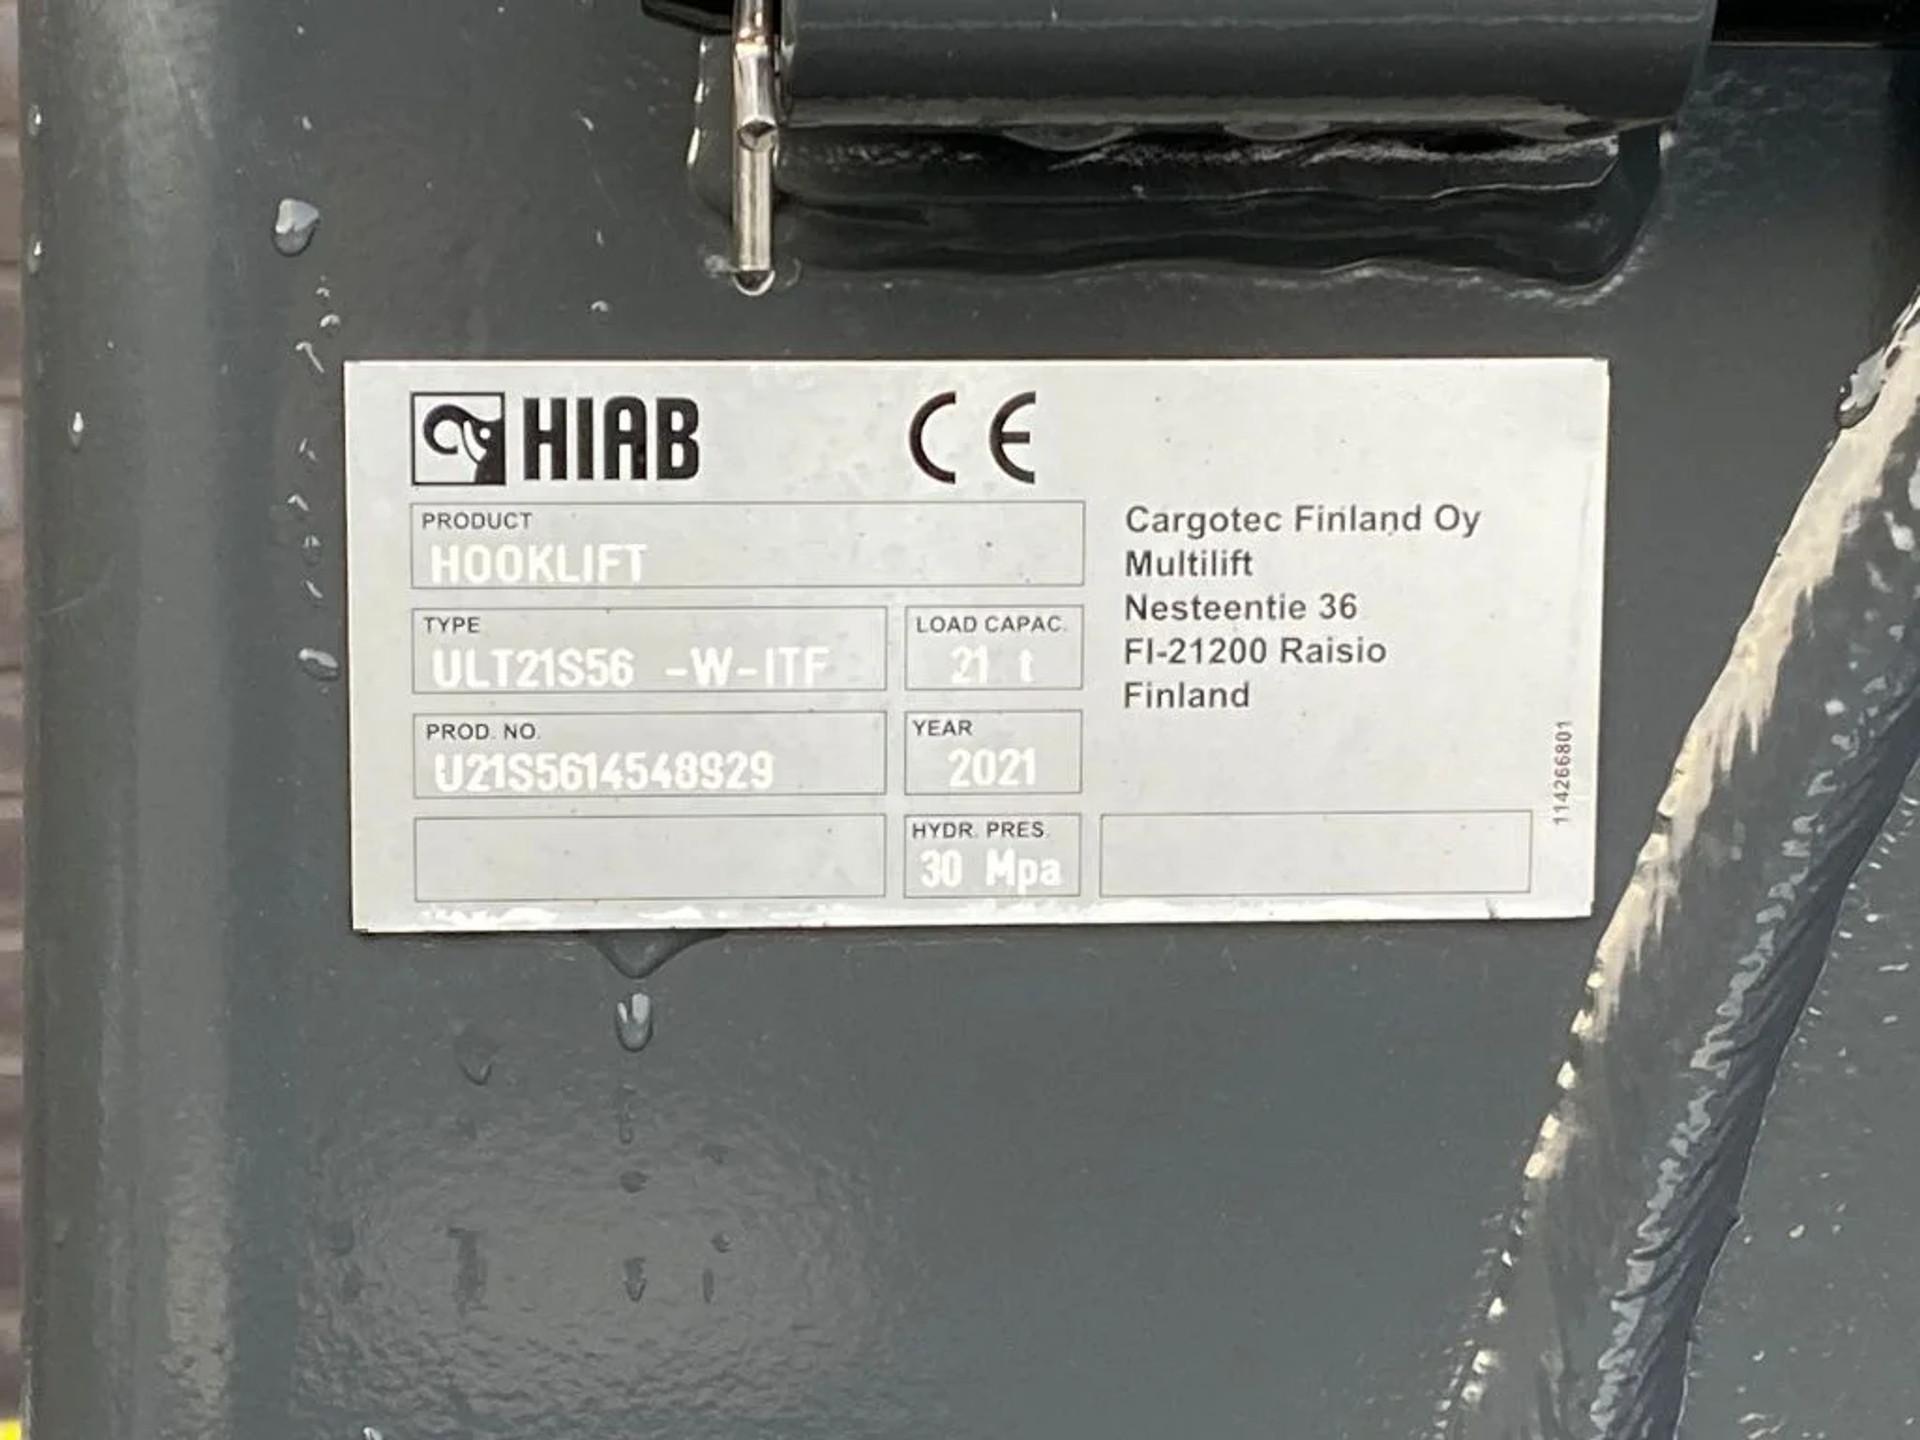 HIAB CE
PRODUCT
HOOKLIFT
TYPE
ULT21S56 -W-ITF
LOAD CAPAC.
21 t
PROD. NO.
U21S5614548929
YEAR
2021
HYDR. PRES.
30 Mpa
Cargotec Finland Oy
Multilift
Nesteentie 36
FI-21200 Raisio
Finland
114266801